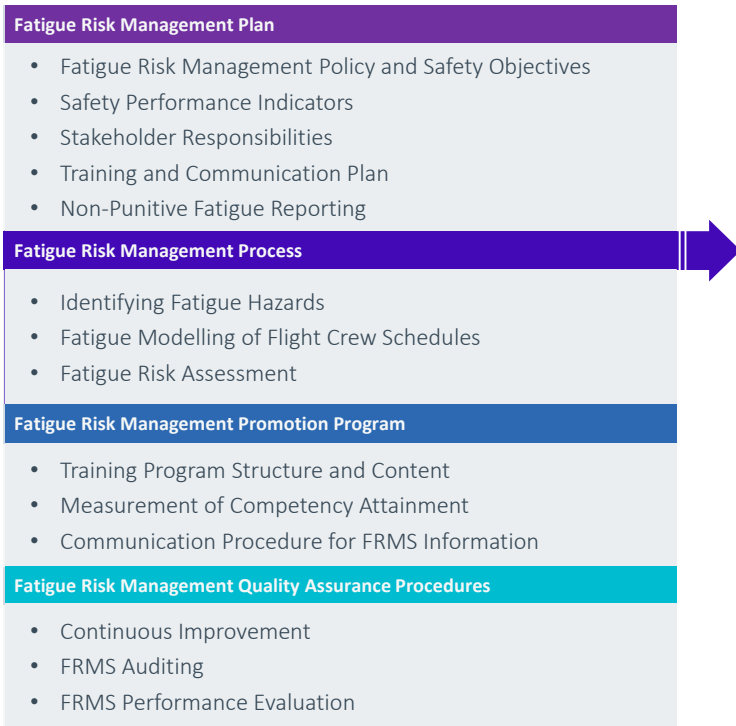 Fatigue Risk Management Plan
• Fatigue Risk Management Policy and Safety Objectives
• Safety Performance Indicators
• Stakeholder Responsibilities
• Training and Communication Plan
• Non-Punitive Fatigue Reporting
Fatigue Risk Management Process
• Identifying Fatigue Hazards
• Fatigue Modelling of Flight Crew Schedules
• Fatigue Risk Assessment
Fatigue Risk Management Promotion Program
• Training Program Structure and Content
• Measurement of Competency Attainment
• Communication Procedure for FRMS Information
Fatigue Risk Management Quality Assurance Procedures
• Continuous Improvement
• FRMS Auditing
• FRMS Performance Evaluation